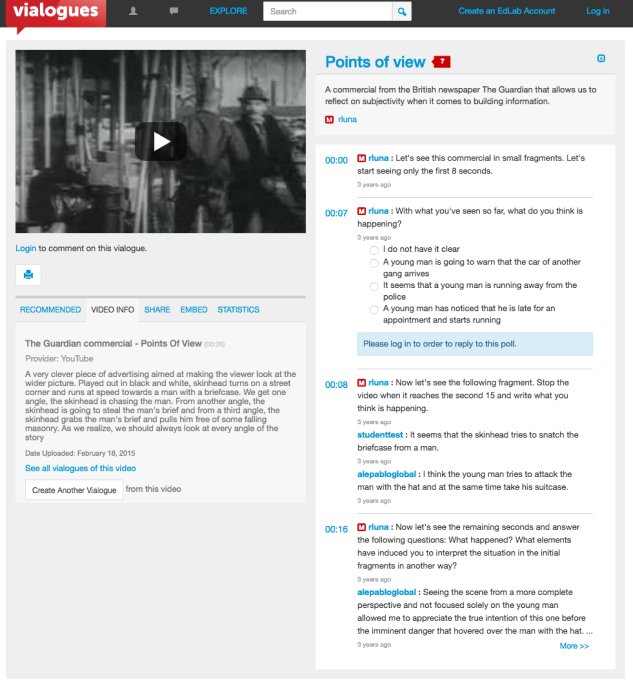 vialogues
EXPLORE
Search
Create an EdLab Account
Log in
Login to comment on this vialogue.
RECOMMENDED
VIDEO INFO
SHARE
EMBED
STATISTICS
The Guardian commercial - Points Of View (00:28)
Provider: YouTube
A very clever piece of advertising aimed at making the viewer look at the
wider picture. Played out in black and white, skinhead turns on a street
corner and runs at speed towards a man with a briefcase. We get one
angle, the skinhead is chasing the man. From another angle, the
skinhead is going to steal the man's brief and from a third angle, the
skinhead grabs the man's brief and pulls him free of some falling
masonry. As we realize, we should always look at every angle of the
story
Date Uploaded: February 18, 2015
See all vialogues of this video
Create Another Vialogue from this video
Points of view 7
A commercial from the British newspaper The Guardian that allows us to
reflect on subjectivity when it comes to building information.
M rluna
00:00 M rluna : Let's see this commercial in small fragments. Let's
start seeing only the first 8 seconds.
3 years ago
00:07 M rluna : With what you've seen so far, what do you think is
happening?
3 years ago
I do not have it clear
A young man is going to warn that the car of another
gang arrives
It seems that a young man is running away from the
police
A young man has noticed that he is late for an
appointment and starts running
Please log in to order to reply to this poll.
00:08 M rluna : Now let's see the following fragment. Stop the
video when it reaches the second 15 and write what you
think is happening.
3 years ago
studenttest : It seems that the skinhead tries to snatch the
briefcase from a man.
3 years ago
alepabloglobal : I think the young man tries to attack the
man with the hat and at the same time take his suitcase.
3 years ago
00:16 M rluna : Now let's see the remaining seconds and answer
the following questions: What happened? What elements
have induced you to interpret the situation in the initial
fragments in another way?
3 years ago
alepabloglobal : Seeing the scene from a more complete
perspective and not focused solely on the young man
allowed me to appreciate the true intention of this one before
the imminent danger that hovered over the man with the hat. ...
3 years ago
More >>